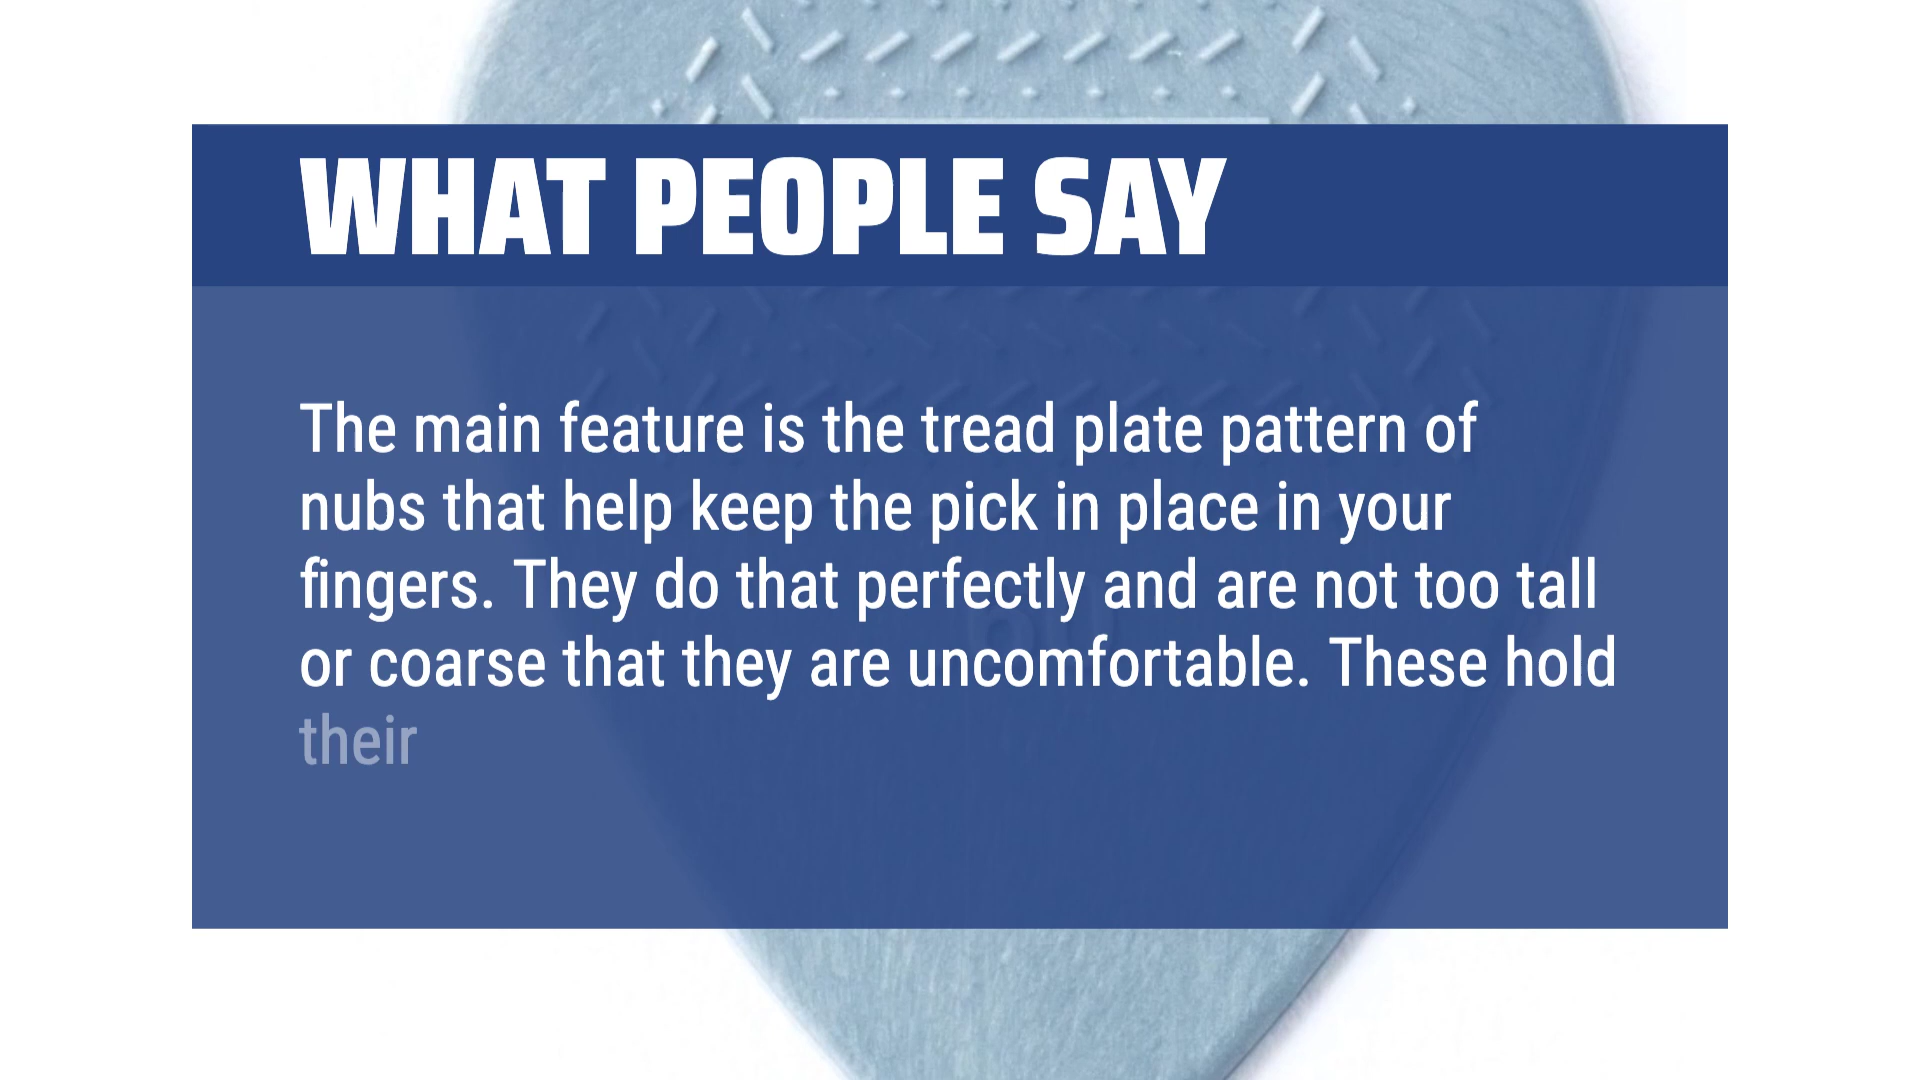 WHAT PEOPLE SAY
The main feature is the tread plate pattern of
nubs that help keep the pick in place in your
fingers. They do that perfectly and are not too tall
or coarse that they are uncomfortable. These hold
their